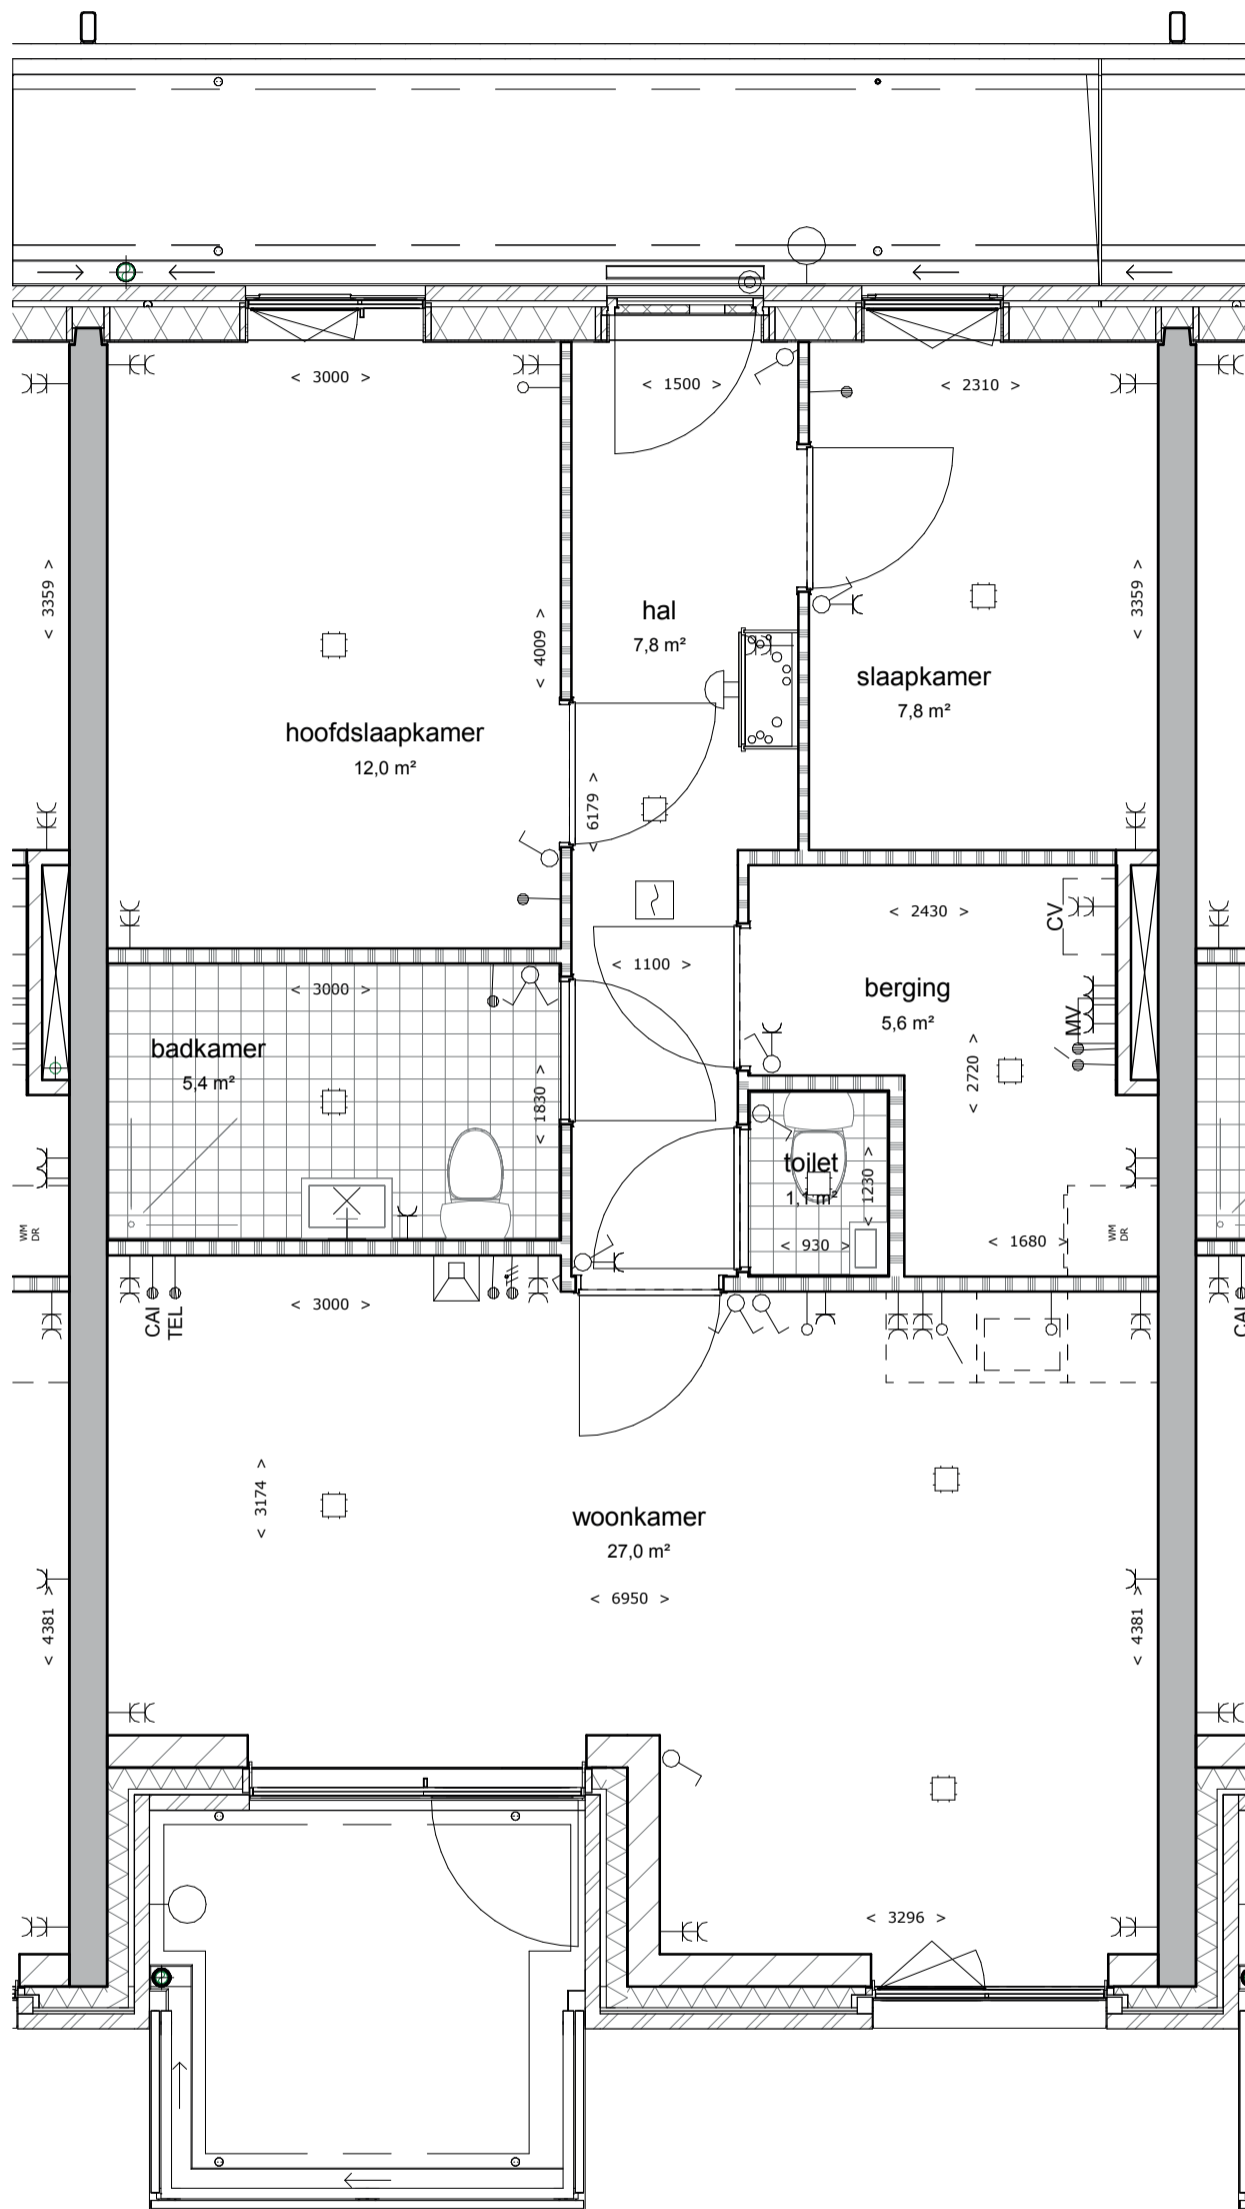 < 3000 >
< 1500 >
< 2310 >
< 3359 >
< 4009 >
< 3359 >
hal
7,8 m²
slaapkamer
7,8 m²
hoofdslaapkamer
12,0 m²
< 6179 >
< 2430 >
CV
< 1100 >
< 3000 >
berging
5,6 m²
MV
badkamer
5,4 m²
< 1830 >
< 2720 >
toilet
1,1 m²
< 1230 >
< 930 >
< 1680 >
WM
DR
WM
DR
< 3000 >
CAI
TEL
CAI
< 3174 >
woonkamer
27,0 m²
< 6950 >
< 4381 >
< 4381 >
< 3296 >